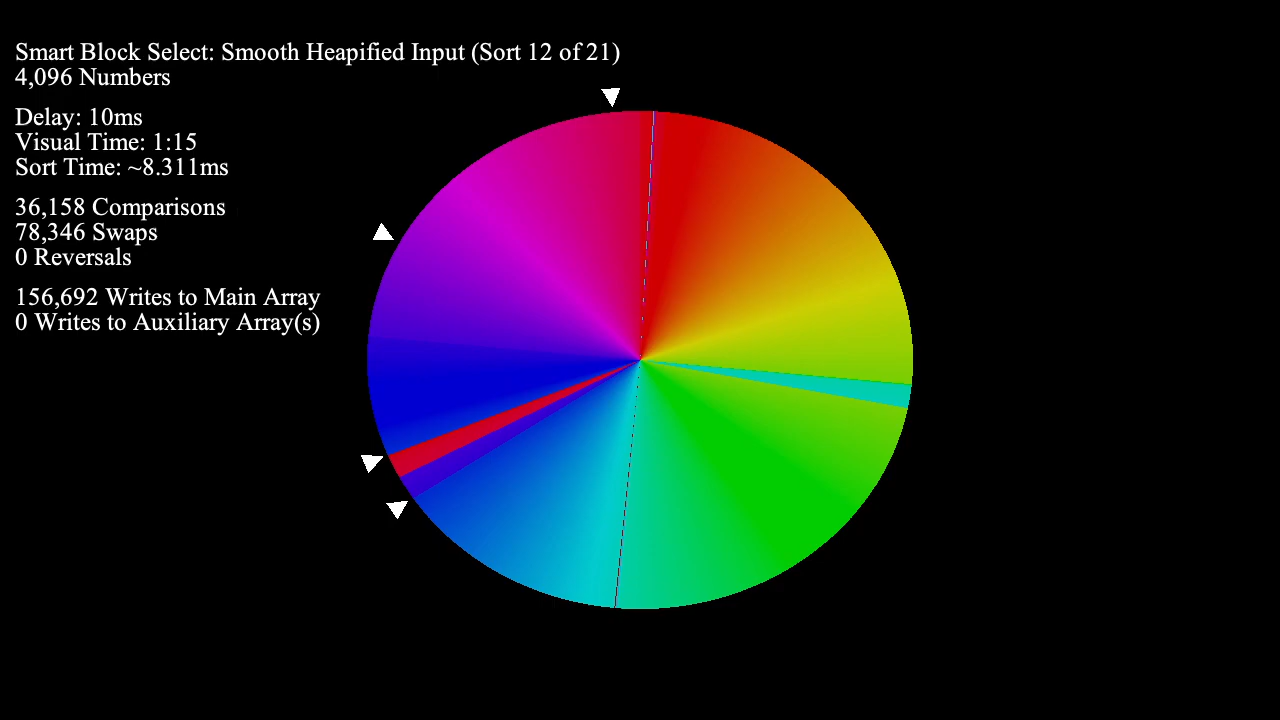 Smart Block Select: Smooth Heapified Input (Sort 12 of 21)
4,096 Numbers
Delay: 10ms
Visual Time: 1:15
Sort Time: ~8.311ms
36,158 Comparisons
78,346 Swaps
0 Reversals
156,692 Writes to Main Array
0 Writes to Auxiliary Array(s)